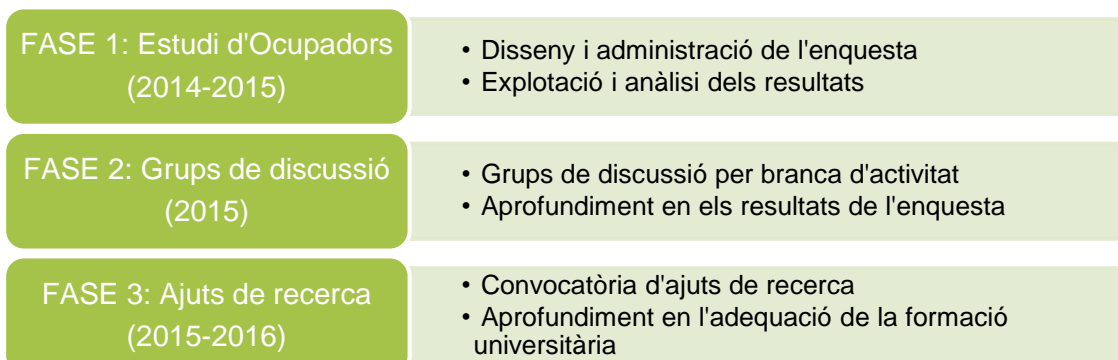 FASE 1: Estudi d'Ocupadors
(2014-2015)
• Disseny i administració de l'enquesta
• Explotació i anàlisi dels resultats
FASE 2: Grups de discussió
(2015)
• Grups de discussió per branca d'activitat
• Aprofundiment en els resultats de l'enquesta
FASE 3: Ajuts de recerca
(2015-2016)
• Convocatòria d'ajuts de recerca
• Aprofundiment en l'adequació de la formació
universitària